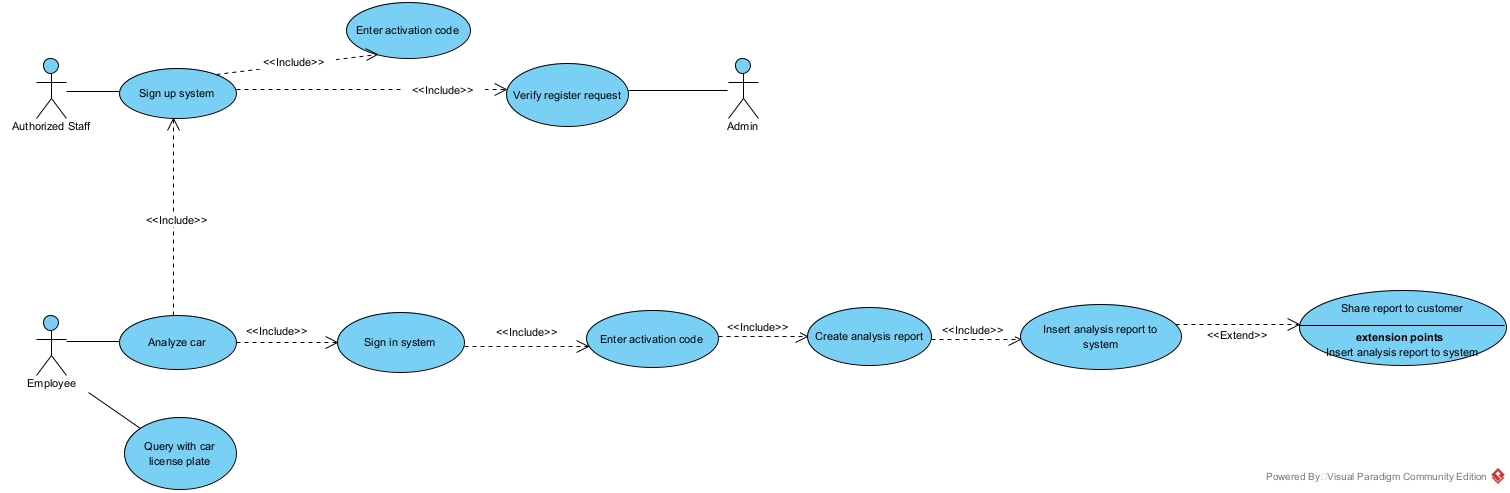 Enter activation code
<<Include>>
Sign up system
<<Include>>
Verify register request
Authorized Staff
Admin
<<Include>>
Share report to customer
<<Include>>
<<Include>>
<<Include>>
<<Include>>
Insert analysis report to
system
<<Extend>>
extension points
Insert analysis report to system
Analyze car
Sign in system
Enter activation code
Create analysis report
Employee
Query with car
license plate
Powered By Visual Paradigm Community Edition